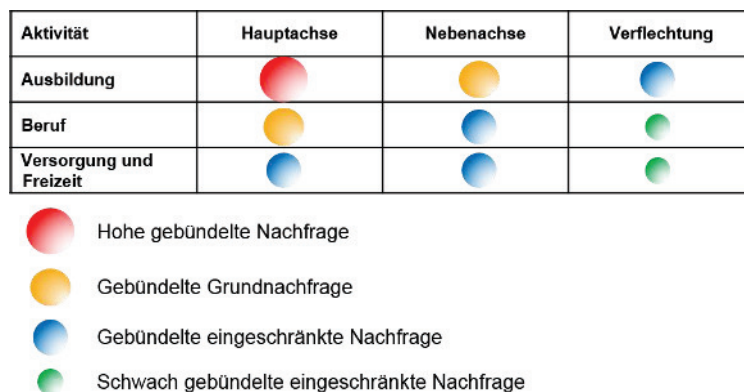 Aktivität Hauptachse Nebenachse Verflechtung
Ausbildung
Beruf
Versorgung und
Freizeit
Hohe gebündelte Nachfrage
Gebündelte Grundnachfrage
Gebündelte eingeschränkte Nachfrage
Schwach gebündelte eingeschränkte Nachfrage